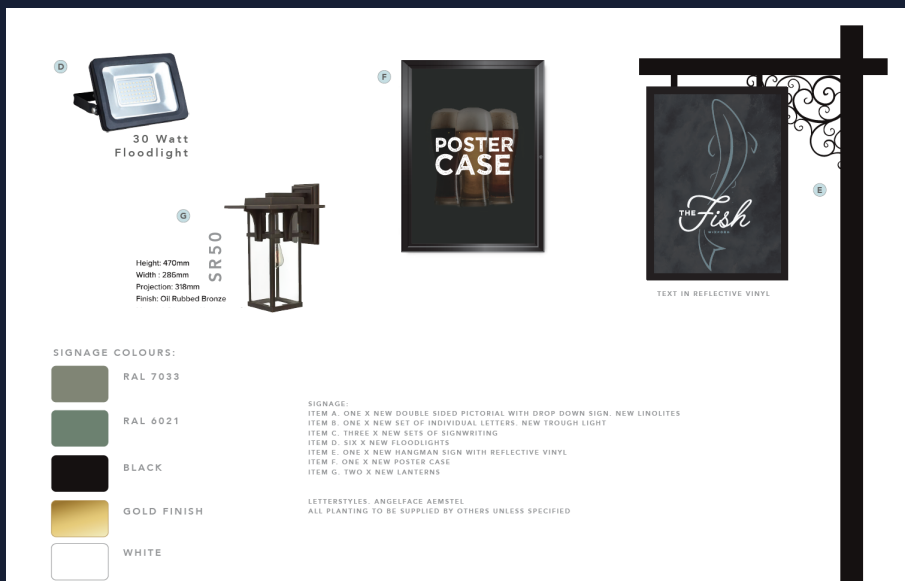 D
30 Watt
Floodlight
F
POSTER
CASE
E
THE Fish
TEXT IN REFLECTIVE VINYL
G
SR50
Height: 470mm
Width : 286mm
Projection: 318mm
Finish: Oil Rubbed Bronze
SIGNAGE COLOURS:
RAL 7033
RAL 6021
BLACK
GOLD FINISH
WHITE
SIGNAGE:
ITEM A. ONE X NEW DOUBLE SIDED PICTORIAL WITH DROP DOWN SIGN. NEW LINOLITES
ITEM B. ONE X NEW SET OF INDIVIDUAL LETTERS. NEW TROUGH LIGHT
ITEM C. THREE X NEW SETS OF SIGNWRITING
ITEM D. SIX X NEW FLOODLIGHTS
ITEM E. ONE X NEW HANGMAN SIGN WITH REFLECTIVE VINYL
ITEM F. ONE X NEW POSTER CASE
ITEM G. TWO X NEW LANTERNS
LETTERSTYLES. ANGELFACE AEMSTEL
ALL PLANTING TO BE SUPPLIED BY OTHERS UNLESS SPECIFIED